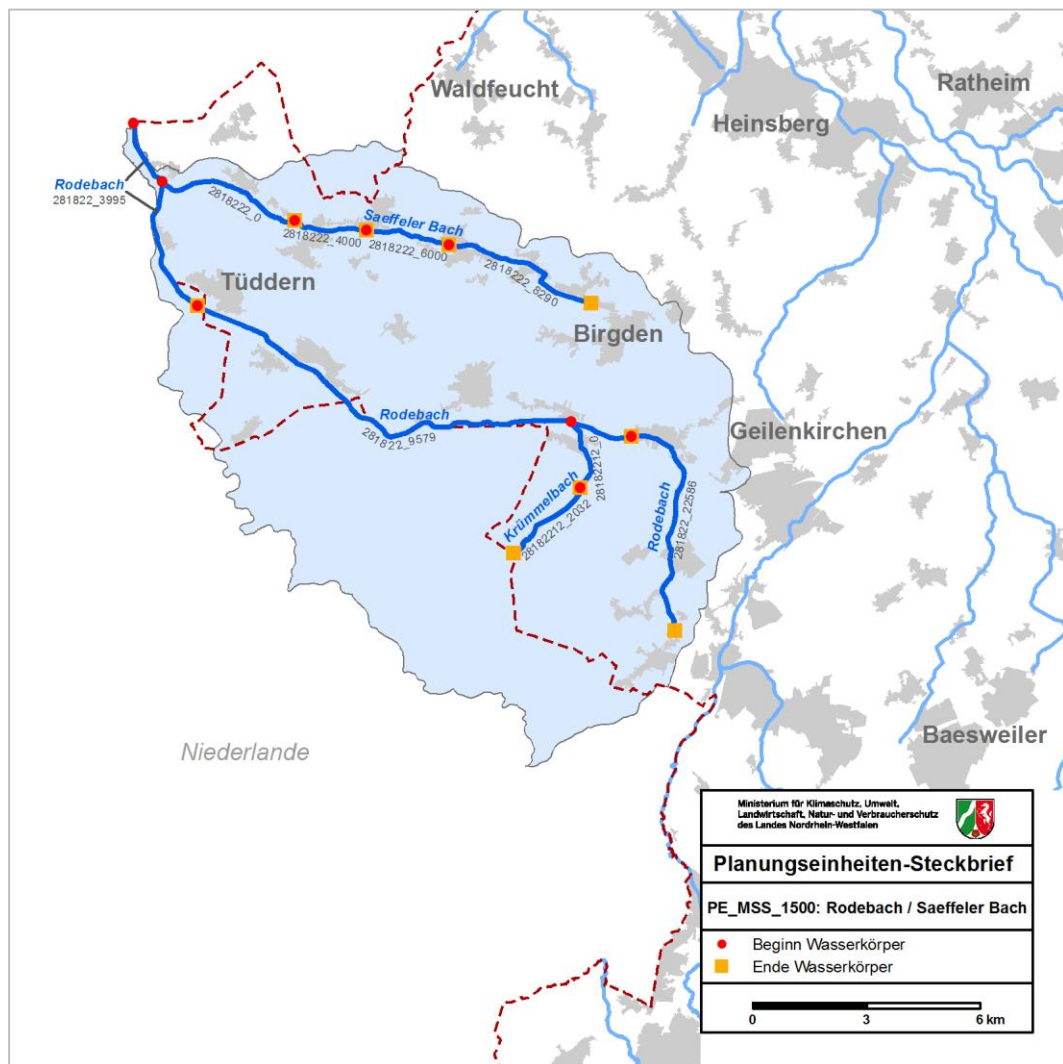 Waldfeucht
Ratheim
Heinsberg
Rodebach
281822_3995
2818222_0
Saeffeler Bach
2818222_4000
2818222_6000
2818222_8290
Tüddern
Birgden
Rodebach
281822_9579
Geilenkirchen
28182212_0
Krümmelbach
28182212_2032
Rodebach
281822_22586
Niederlande
Baesweiler
Ministerium für Klimaschutz, Umwelt,
Landwirtschaft, Natur- und Verbraucherschutz
des Landes Nordrhein-Westfalen
Planungseinheiten-Steckbrief
PE_MSS_1500: Rodebach / Saeffeler Bach
Beginn Wasserkörper
Ende Wasserkörper
0 3 6 km